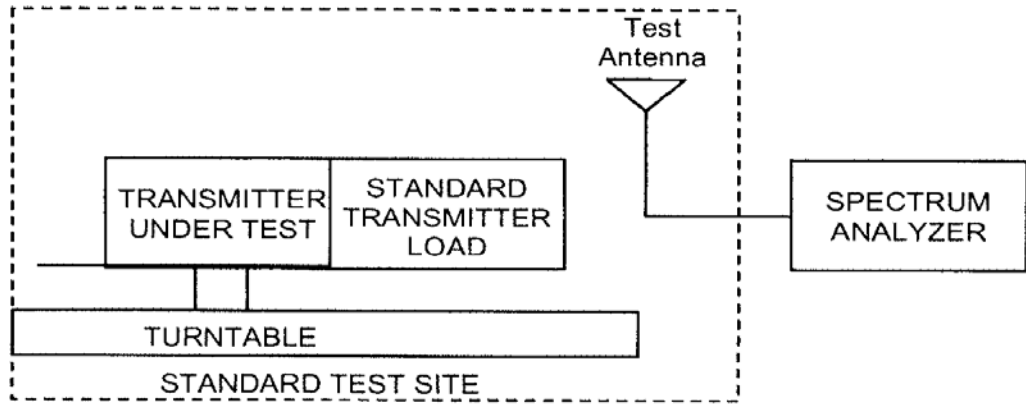 Test
Antenna
TRANSMITTER
UNDER TEST
STANDARD
TRANSMITTER
LOAD
SPECTRUM
ANALYZER
TURNTABLE
STANDARD TEST SITE